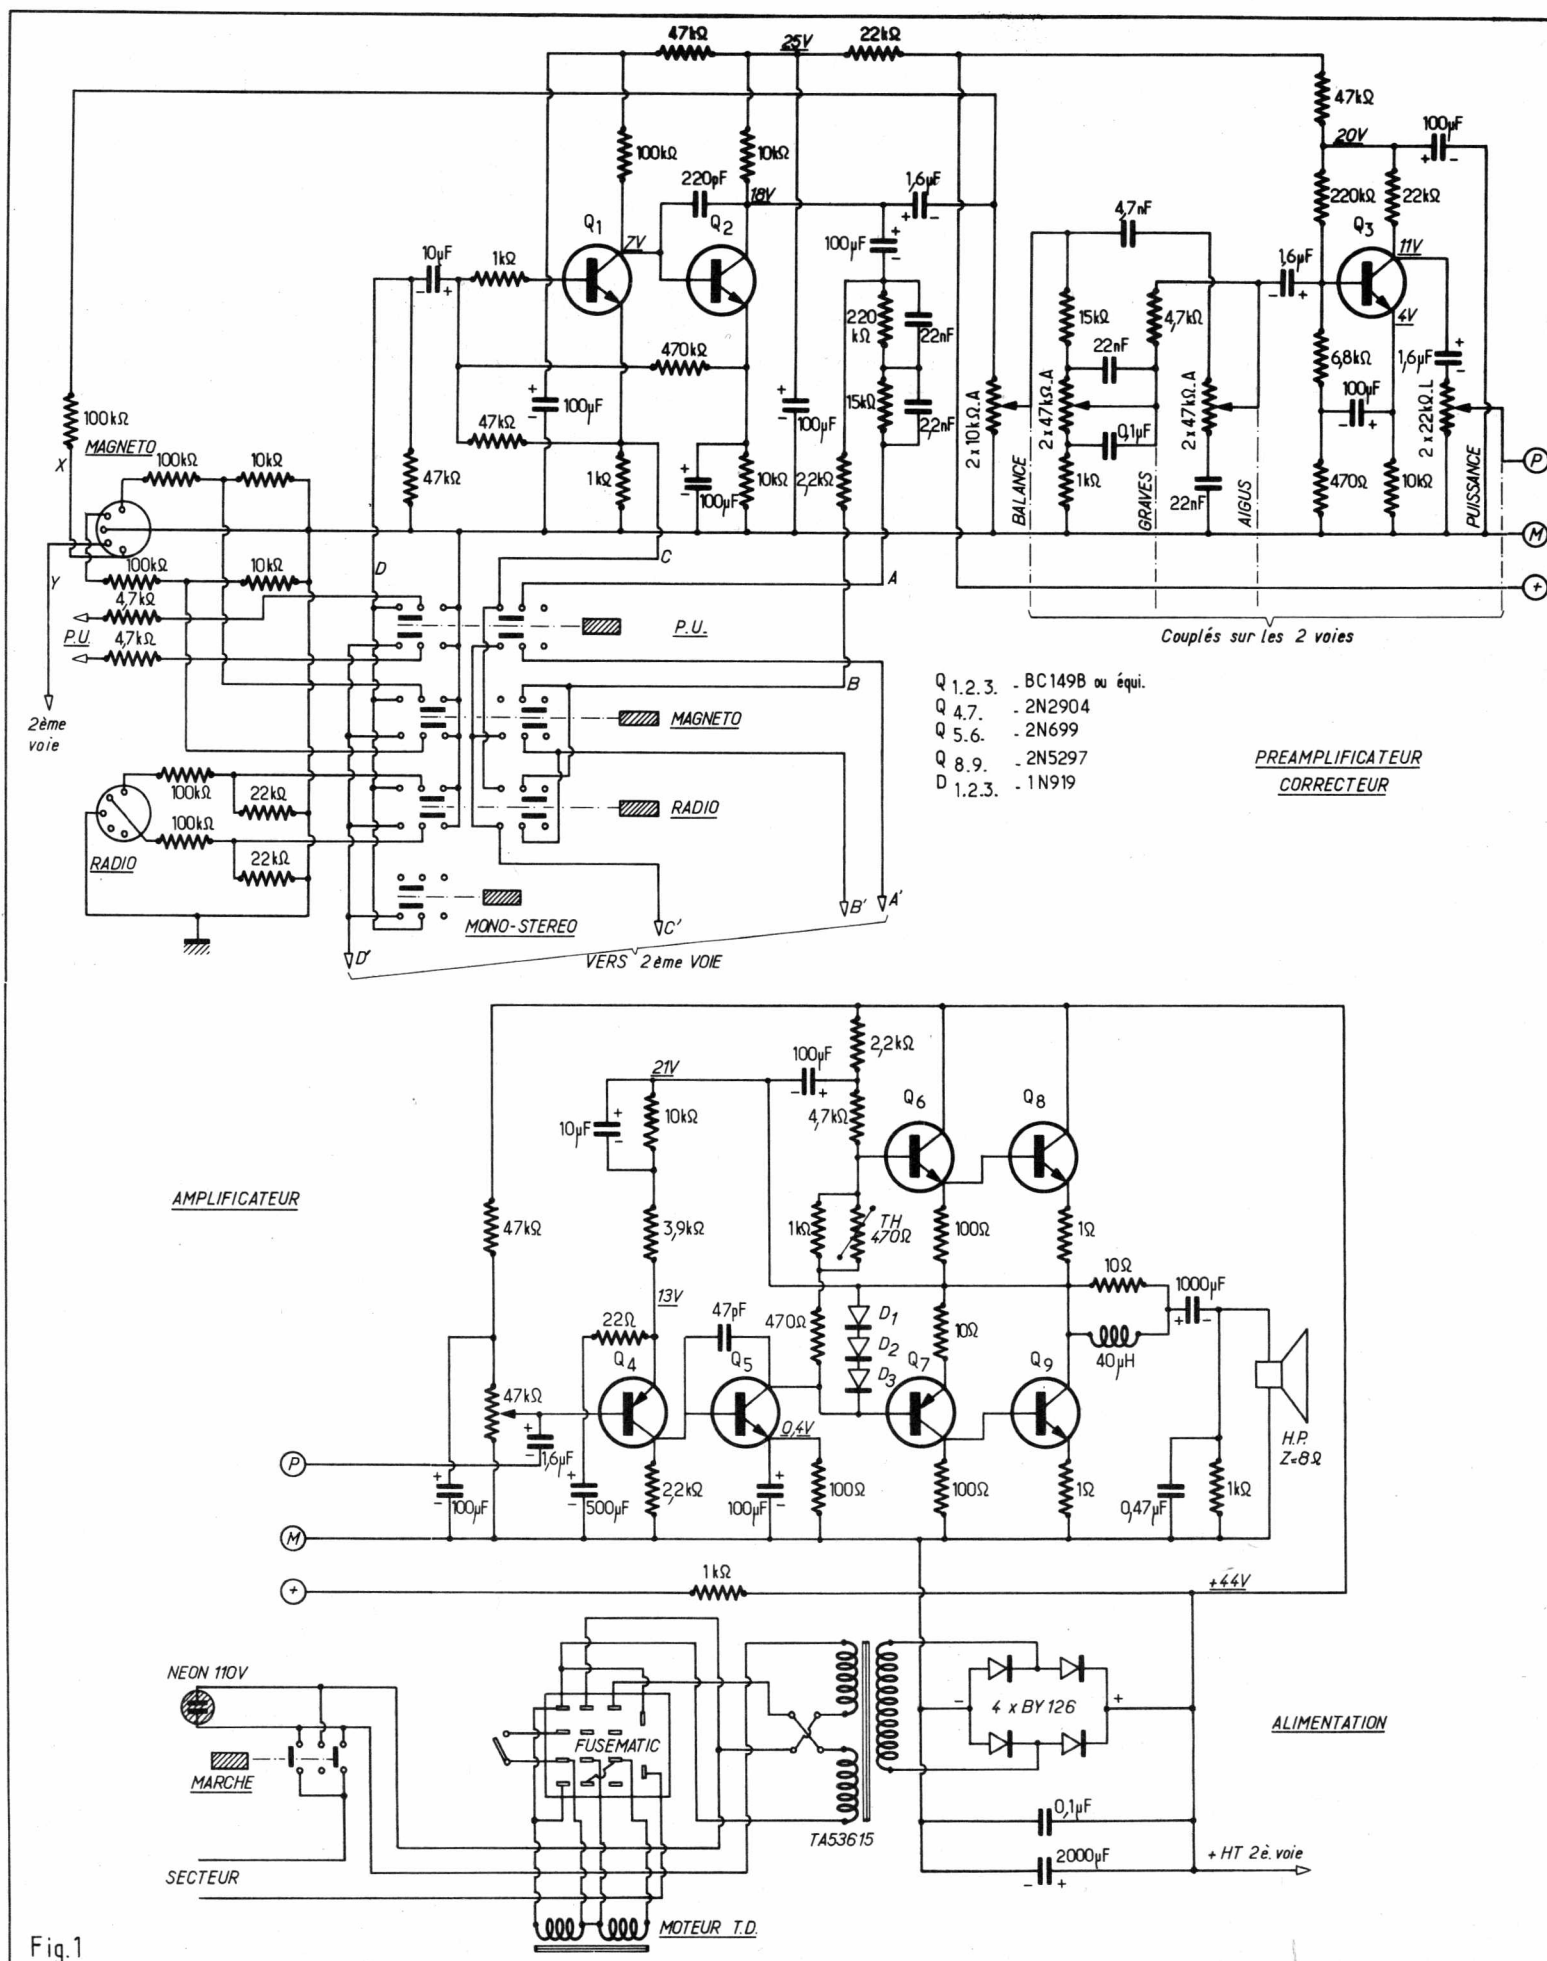 47kΩ 25V 22kΩ
47kΩ
100μF
+ -
20V
100kΩ 10kΩ
220pF 18V 1,6μF
+ -
220kΩ 22kΩ
4,7nF
Q1 Q2 Q3
7V 11V
100μF
+
-
10μF
- +
1kΩ
1,6μF
- +
4V
220
kΩ
22nF
15kΩ 4,7kΩ
22nF
470kΩ
6,8kΩ
1,6μF
+
-
100kΩ
+
100μF
+
100μF
15kΩ
2,2nF
2x10kΩ.A
2x47kΩ.A
2x47kΩ.A
100μF
- +
2x22kΩ.L
MAGNETO
X
47kΩ
0,1μF
P
100kΩ 10kΩ
47kΩ
1kΩ
+
-
100μF
10kΩ
2,2kΩ
1kΩ
22nF
470Ω
10kΩ
BALANCE
GRAVES
AIGUS
PUISSANCE
M
100kΩ 10kΩ
Y
D
C
A
+
4,7kΩ
P.U.
4,7kΩ
P.U.
Couplés sur les 2 voies
B
Q 1.2.3. - BC149B ou équi.
Q 4.7. - 2N2904
Q 5.6. - 2N699
Q 8.9. - 2N5297
D 1.2.3. - 1N919
2ème
voie
MAGNETO
PREAMPLIFICATEUR
CORRECTEUR
100kΩ
22kΩ
100kΩ
22kΩ
RADIO
RADIO
MONO-STEREO
C'
B'
A'
D'
VERS 2ème VOIE
2,2kΩ
100μF
- +
21V
10kΩ
4,7kΩ
Q6 Q8
10μF
+
-
AMPLIFICATEUR
47kΩ
3,9kΩ
1kΩ
TH
470Ω
100Ω
1Ω
10Ω
1000μF
+ -
13V
47pF
22Ω
470Ω
D1
D2
D3
10Ω
40μH
Q4 Q5 Q7 Q9
47kΩ
0,4V
H.P.
Z=8Ω
P
+
-
1,6μF
+
-
100μF
+
-
500μF
2,2kΩ
100μF
+
-
100Ω
100Ω
1Ω
0,47μF
1kΩ
M
1kΩ
+
+44V
NEON 110V
- 4 x BY126 +
FUSEMATIC
ALIMENTATION
MARCHE
TA53615
0,1μF
SECTEUR
2000μF
- +
+ HT 2è. voie
MOTEUR T.D.
Fig.1